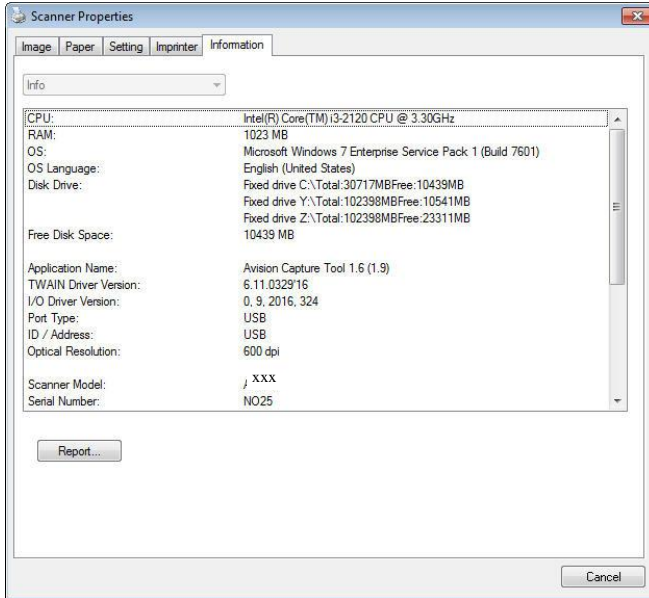 Scanner Properties
Image Paper Setting Imprinter Information
Info
CPU: Intel(R) Core(TM) i3-2120 CPU @ 3.30GHz
RAM: 1023 MB
OS: Microsoft Windows 7 Enterprise Service Pack 1 (Build 7601)
OS Language: English (United States)
Disk Drive: Fixed drive C:\Total:30717MBFree:10439MB
Fixed drive Y:\Total:102398MBFree:10541MB
Fixed drive Z:\Total:102398MBFree:23311MB
Free Disk Space: 10439 MB
Application Name: Avision Capture Tool 1.6 (1.9)
TWAIN Driver Version: 6.11.0329'16
I/O Driver Version: 0, 9, 2016, 324
Port Type: USB
ID / Address: USB
Optical Resolution: 600 dpi
Scanner Model: xxx
Serial Number: NO25
Report...
Cancel